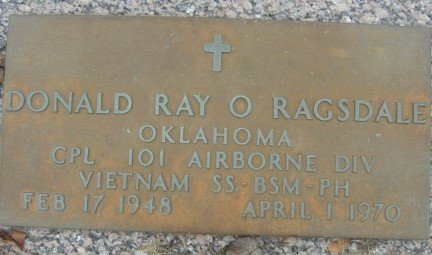 DONALD RAY O RAGSDALE
OKLAHOMA
CPL 101 AIRBORNE DIV
VIETNAM SS-BSM-PH
FEB 17 1948 APRIL 1 1970